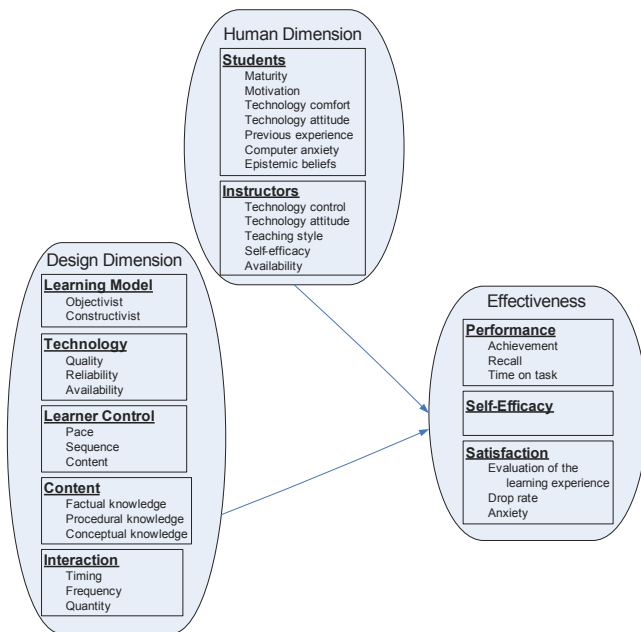 Human Dimension
Students
Maturity
Motivation
Technology comfort
Technology attitude
Previous experience
Computer anxiety
Epistemic beliefs
Instructors
Technology control
Technology attitude
Teaching style
Self-efficacy
Availability
Design Dimension
Learning Model
Objectivist
Constructivist
Technology
Quality
Reliability
Availability
Learner Control
Pace
Sequence
Content
Content
Factual knowledge
Procedural knowledge
Conceptual knowledge
Interaction
Timing
Frequency
Quantity
Effectiveness
Performance
Achievement
Recall
Time on task
Self-Efficacy
Satisfaction
Evaluation of the
learning experience
Drop rate
Anxiety